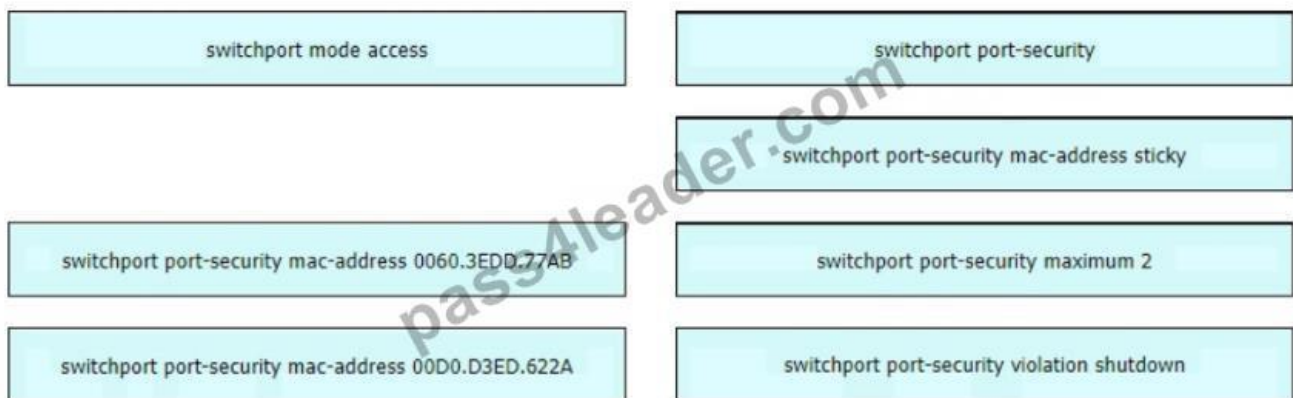 switchport mode access
switchport port-security
switchport port-security mac-address sticky
switchport port-security mac-address 0060.3EDD.77AB
switchport port-security maximum 2
switchport port-security mac-address 00D0.D3ED.622A
switchport port-security violation shutdown
pass4leader.com